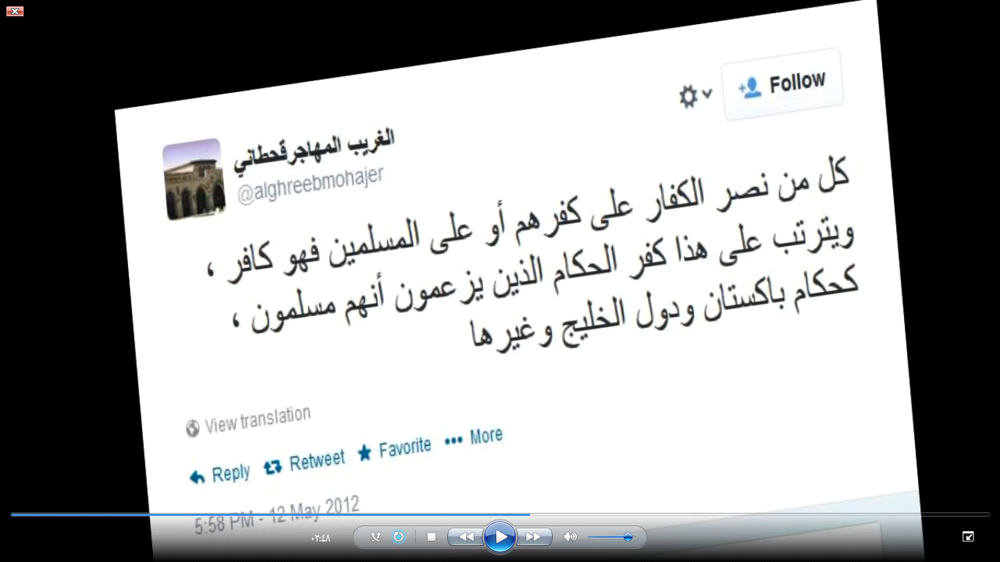 Follow
الغريب المهاجرقحطاني
@alghreebmohajer
كل من نصر الكفار على كفرهم أو على المسلمين فهو كافر ،
ويترتب على هذا كفر الحكام الذين يزعمون أنهم مسلمون ،
كحكام باكستان ودول الخليج وغيرها
View translation
Reply Retweet Favorite More
5:58 PM - 12 May 2012
٠٢:٤٨